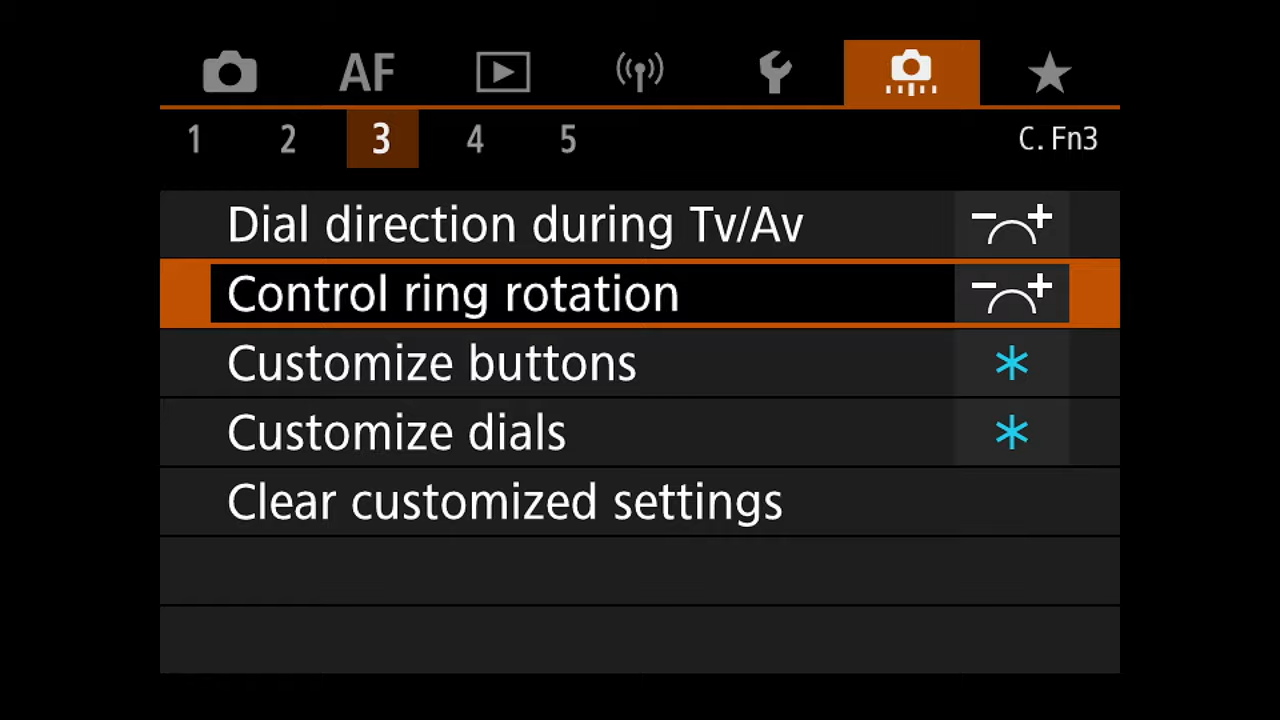 AF
1 2 3 4 5 C.Fn3
Dial direction during Tv/Av −+
Control ring rotation −+
Customize buttons *
Customize dials *
Clear customized settings